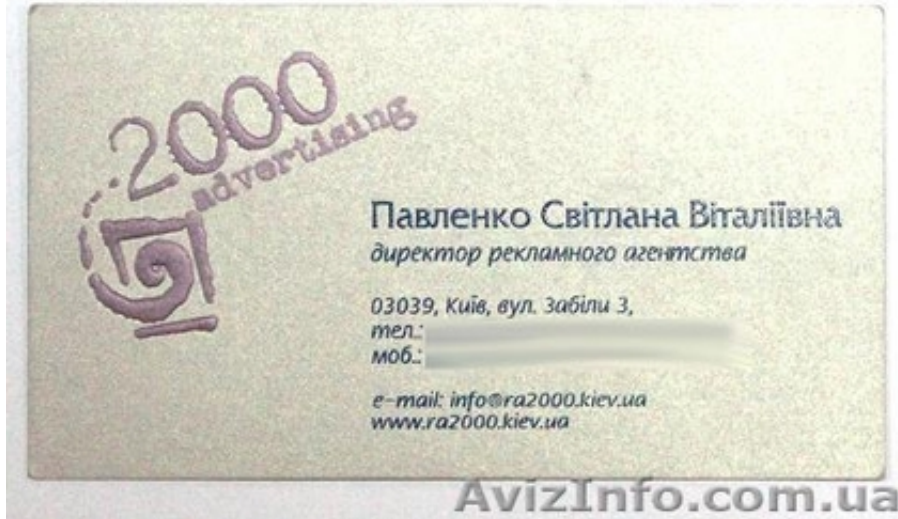 2000
advertising
Павленко Світлана Віталіївна
директор рекламного агентства
03039, Київ, вул. Забіли 3,
тел.:
моб.:
e-mail: info@ra2000.kiev.ua
www.ra2000.kiev.ua
AvizInfo.com.ua